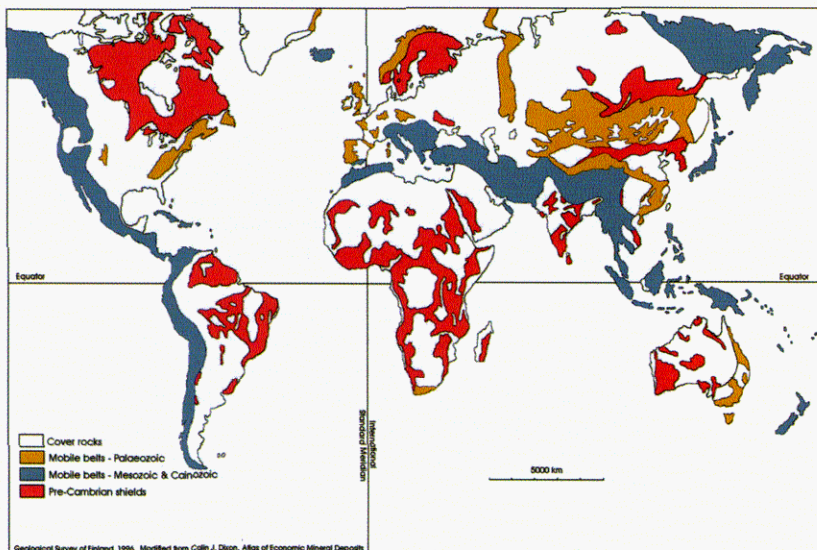 Equator
Equator
International
Standard Meridian
Cover rocks
Mobile belts - Palaeozoic
Mobile belts - Mesozoic & Cainozoic
Pre-Cambrian shields
5000 km
Geological Survey of Finland, 1996. Modified from Colin J. Dixon, Atlas of Economic Mineral Deposits